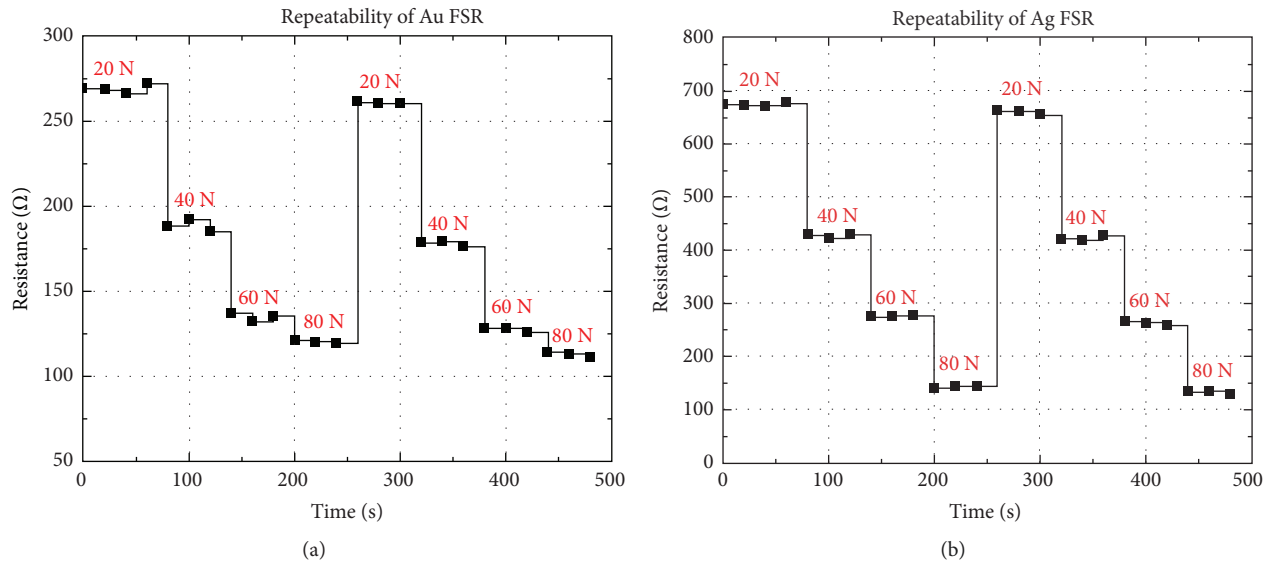 Repeatability of Au FSR
300
250
200
150
100
50
0 100 200 300 400 500
Resistance (Ω)
Time (s)
20 N
40 N
60 N
80 N
20 N
40 N
60 N
80 N
(a)
Repeatability of Ag FSR
800
700
600
500
400
300
200
100
0
0 100 200 300 400 500
Resistance (Ω)
Time (s)
20 N
40 N
60 N
80 N
20 N
40 N
60 N
80 N
(b)